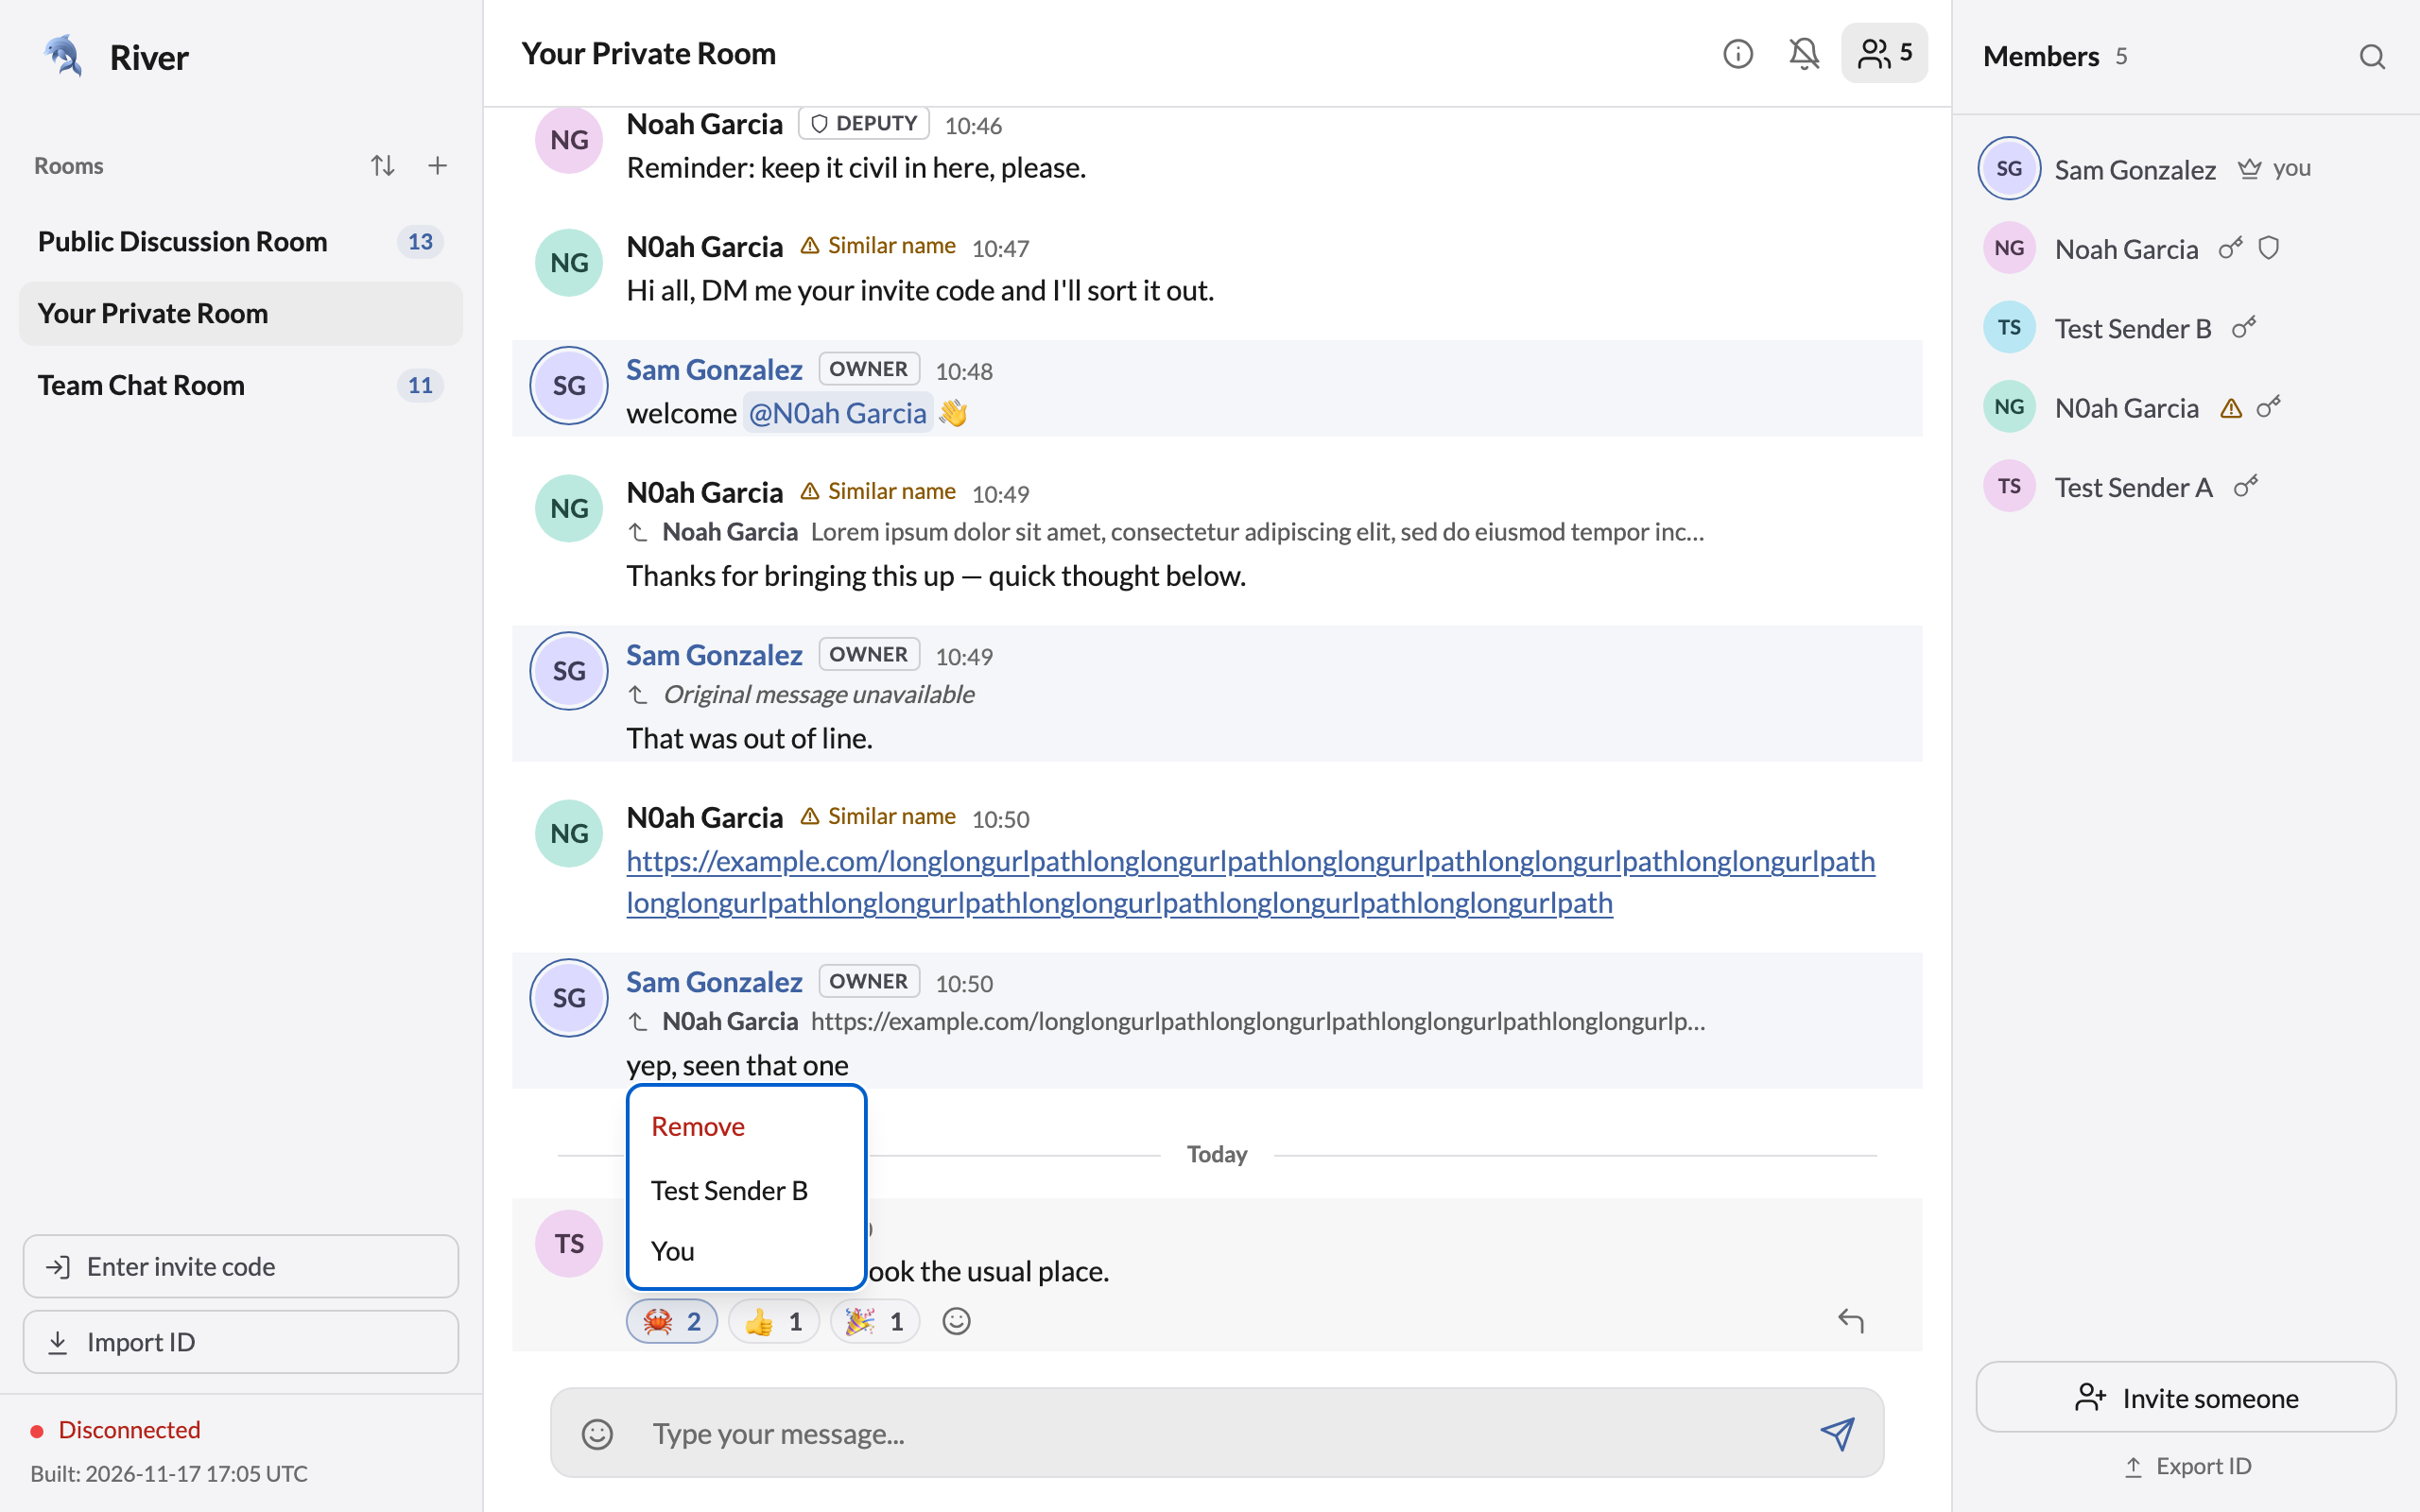 River
Rooms
Public Discussion Room 13
Your Private Room
Team Chat Room 11
Enter invite code
Import ID
Disconnected
Built: 2026-11-17 17:05 UTC
Your Private Room
5
NG
Noah Garcia DEPUTY 10:46
Reminder: keep it civil in here, please.
NG
N0ah Garcia Similar name 10:47
Hi all, DM me your invite code and I'll sort it out.
SG
Sam Gonzalez OWNER 10:48
welcome @N0ah Garcia 👋
NG
N0ah Garcia Similar name 10:49
Noah Garcia Lorem ipsum dolor sit amet, consectetur adipiscing elit, sed do eiusmod tempor inc...
Thanks for bringing this up — quick thought below.
SG
Sam Gonzalez OWNER 10:49
Original message unavailable
That was out of line.
NG
N0ah Garcia Similar name 10:50
https://example.com/longlongurlpathlonglongurlpathlonglongurlpathlonglongurlpathlonglongurlpath
longlongurlpathlonglongurlpathlonglongurlpathlonglongurlpathlonglongurlpath
SG
Sam Gonzalez OWNER 10:50
N0ah Garcia https://example.com/longlongurlpathlonglongurlpathlonglongurlpathlonglongurlp...
yep, seen that one
Remove
Test Sender B
You
Today
TS
the usual place.
🦀 2 👍 1 🎉 1
Type your message...
Members 5
SG Sam Gonzalez you
NG Noah Garcia
TS Test Sender B
NG N0ah Garcia
TS Test Sender A
Invite someone
Export ID